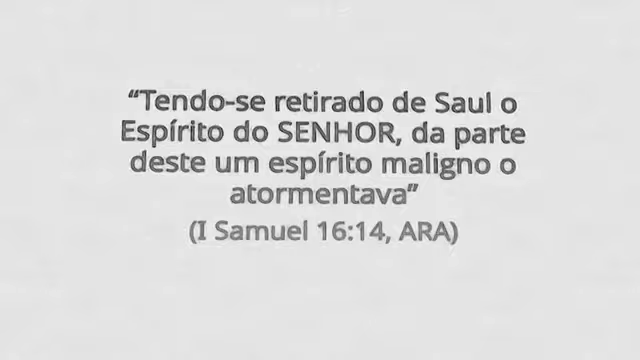 “Tendo-se retirado de Saul o
Espírito do SENHOR, da parte
deste um espírito maligno o
atormentava”
(I Samuel 16:14, ARA)